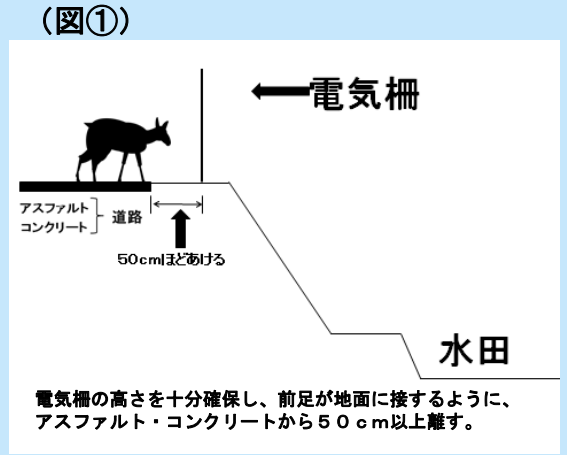 (図①)
電気柵
アスファルト
コンクリート
道路
50cmほどあける
水田
電気柵の高さを十分確保し、前足が地面に接するように、
アスファルト・コンクリートから５０ｃｍ以上離す。